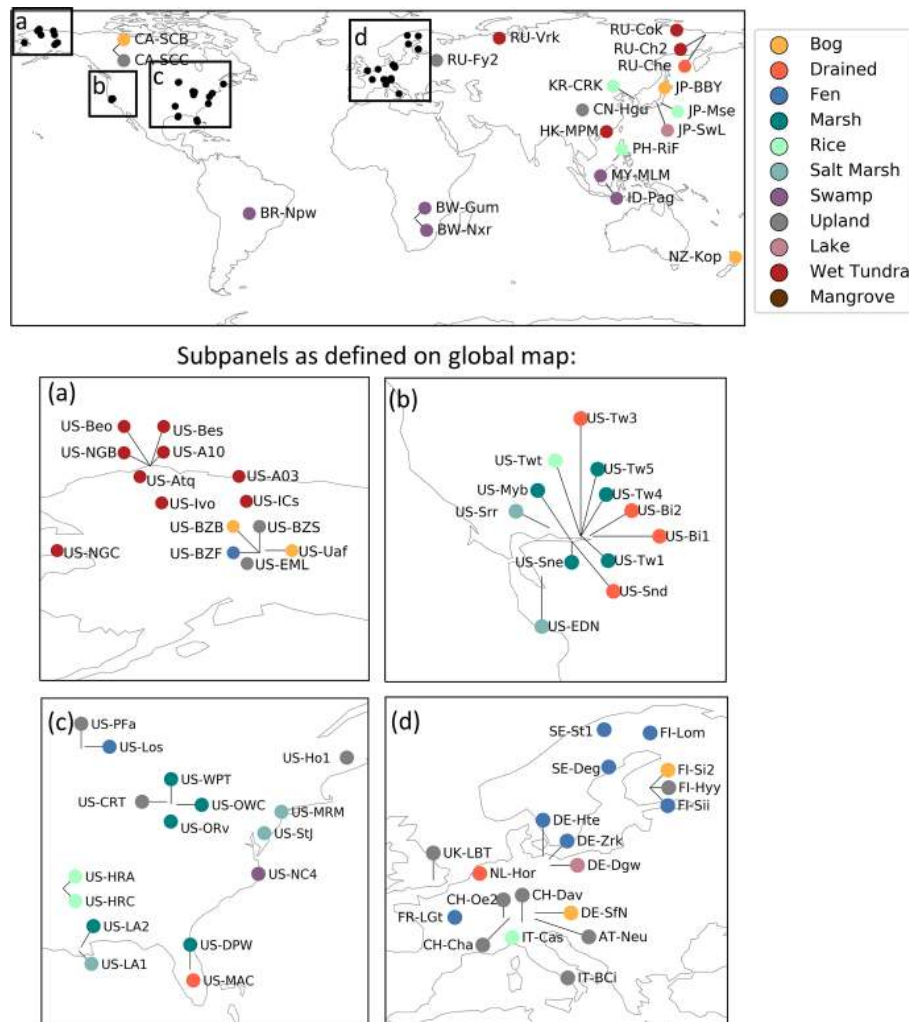 a
CA-SCB
CA-SCC
b
c
d
RU-Vrk
RU-Fy2
RU-Cok
RU-Ch2
RU-Che
KR-CRK
JP-BBY
CN-Hgu
JP-Mse
HK-MPM
JP-SwL
PH-RiF
MY-MLM
BR-Npw
BW-Gum
ID-Pag
BW-Nxr
NZ-Kop
Bog
Drained
Fen
Marsh
Rice
Salt Marsh
Swamp
Upland
Lake
Wet Tundra
Mangrove
Subpanels as defined on global map:
(a)
US-Beo
US-Bes
US-NGB
US-A10
US-Atq
US-A03
US-Ivo
US-ICs
US-BZB
US-BZS
US-NGC
US-BZF
US-Uaf
US-EML
(b)
US-Tw3
US-Twt
US-Tw5
US-Myb
US-Tw4
US-Srr
US-Bi2
US-Bi1
US-Sne
US-Tw1
US-Snd
US-EDN
(c)
US-PFa
US-Los
US-Ho1
US-WPT
US-CRT
US-OWC
US-MRM
US-ORv
US-StJ
US-HRA
US-NC4
US-HRC
US-LA2
US-DPW
US-LA1
US-MAC
(d)
SE-St1
FI-Lom
SE-Deg
FI-Si2
FI-Hyy
FI-Sii
DE-Hte
DE-Zrk
UK-LBT
DE-Dgw
NL-Hor
CH-Oe2
CH-Dav
FR-LGt
DE-SfN
CH-Cha
IT-Cas
AT-Neu
IT-BCi